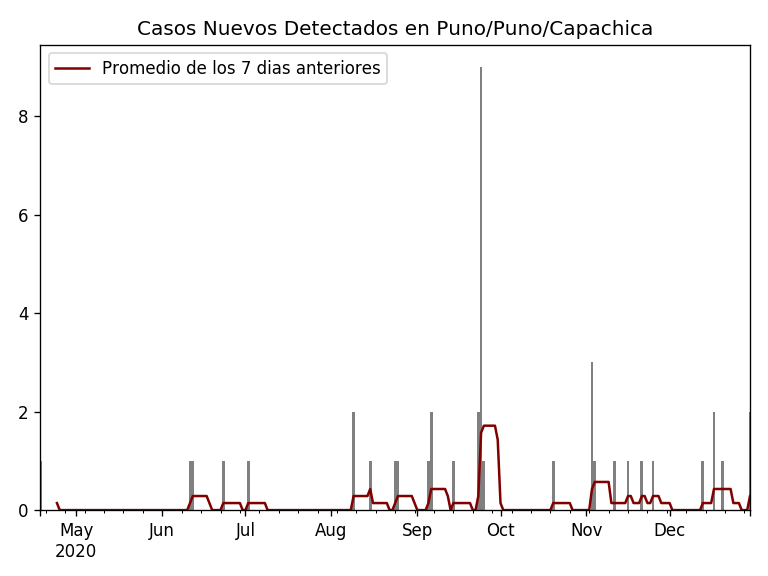 Casos Nuevos Detectados en Puno/Puno/Capachica
Promedio de los 7 dias anteriores
8
6
4
2
0
May Jun Jul Aug Sep Oct Nov Dec
2020